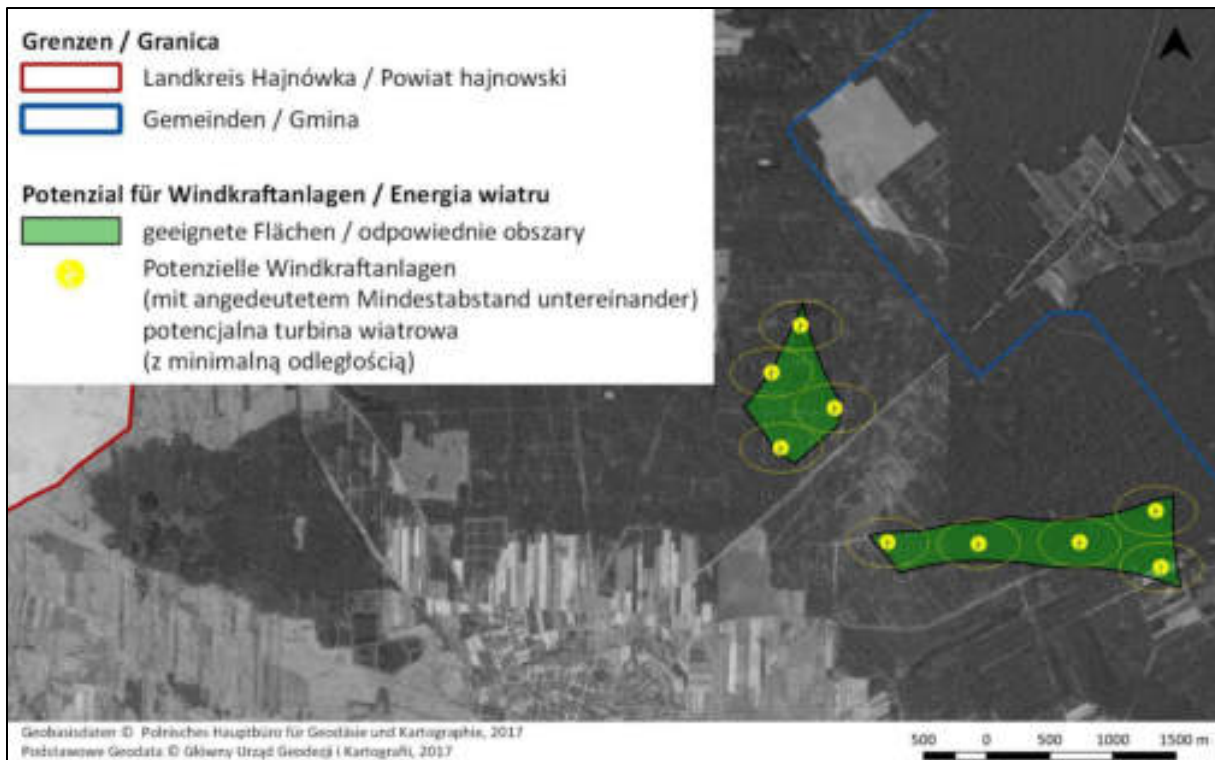 Grenzen / Granica
Landkreis Hajnówka / Powiat hajnowski
Gemeinden / Gmina
Potenzial für Windkraftanlagen / Energia wiatru
geeignete Flächen / odpowiednie obszary
Potenzielle Windkraftanlagen
(mit angedeutetem Mindestabstand untereinander)
potencjalna turbina wiatrowa
(z minimalną odległością)
Geobasisdaten © Polnisches Hauptbüro für Geodäsie und Kartographie, 2017
Podstawowe Geodata © Główny Urząd Geodezji i Kartografii, 2017
500 0 500 1000 1500 m